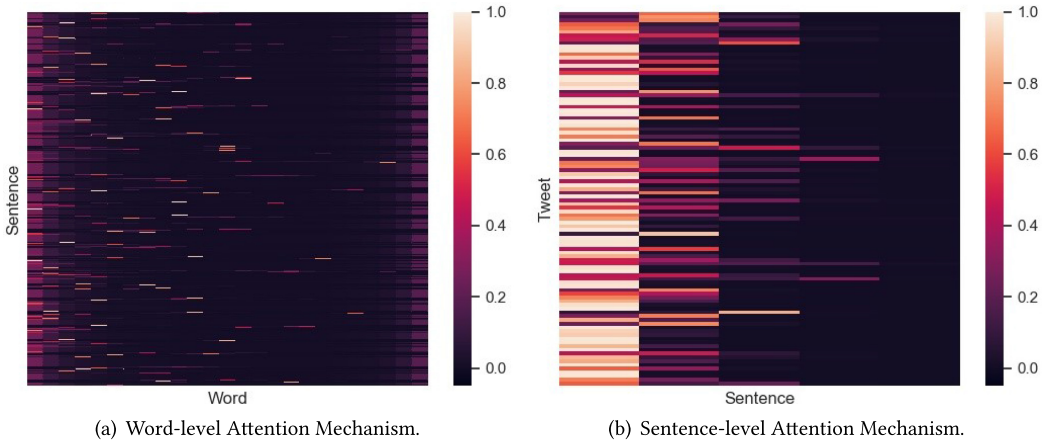 1.0
0.8
0.6
0.4
0.2
0.0
Sentence
Word
(a) Word-level Attention Mechanism.
1.0
0.8
0.6
0.4
0.2
0.0
Tweet
Sentence
(b) Sentence-level Attention Mechanism.